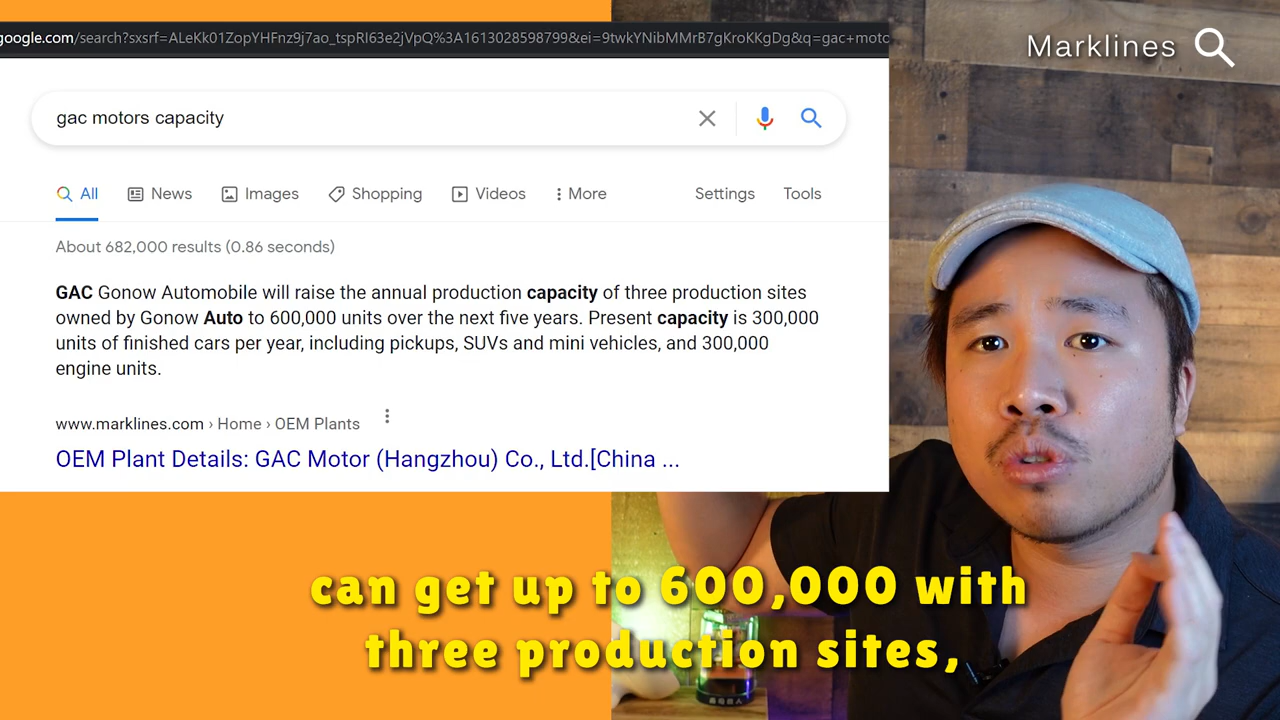 google.com/search?sxsrf=ALeKk01ZopYHFnz9j7ao_tspRI63e2jVpQ%3A1613028598799&ei=9twkYNibMMrB7gKroKKgDg&q=gac+moto
Marklines
gac motors capacity
All News Images Shopping Videos More Settings Tools
About 682,000 results (0.86 seconds)
GAC Gonow Automobile will raise the annual production capacity of three production sites
owned by Gonow Auto to 600,000 units over the next five years. Present capacity is 300,000
units of finished cars per year, including pickups, SUVs and mini vehicles, and 300,000
engine units.
www.marklines.com › Home › OEM Plants
OEM Plant Details: GAC Motor (Hangzhou) Co., Ltd.[China ...
can get up to 600,000 with
three production sites,